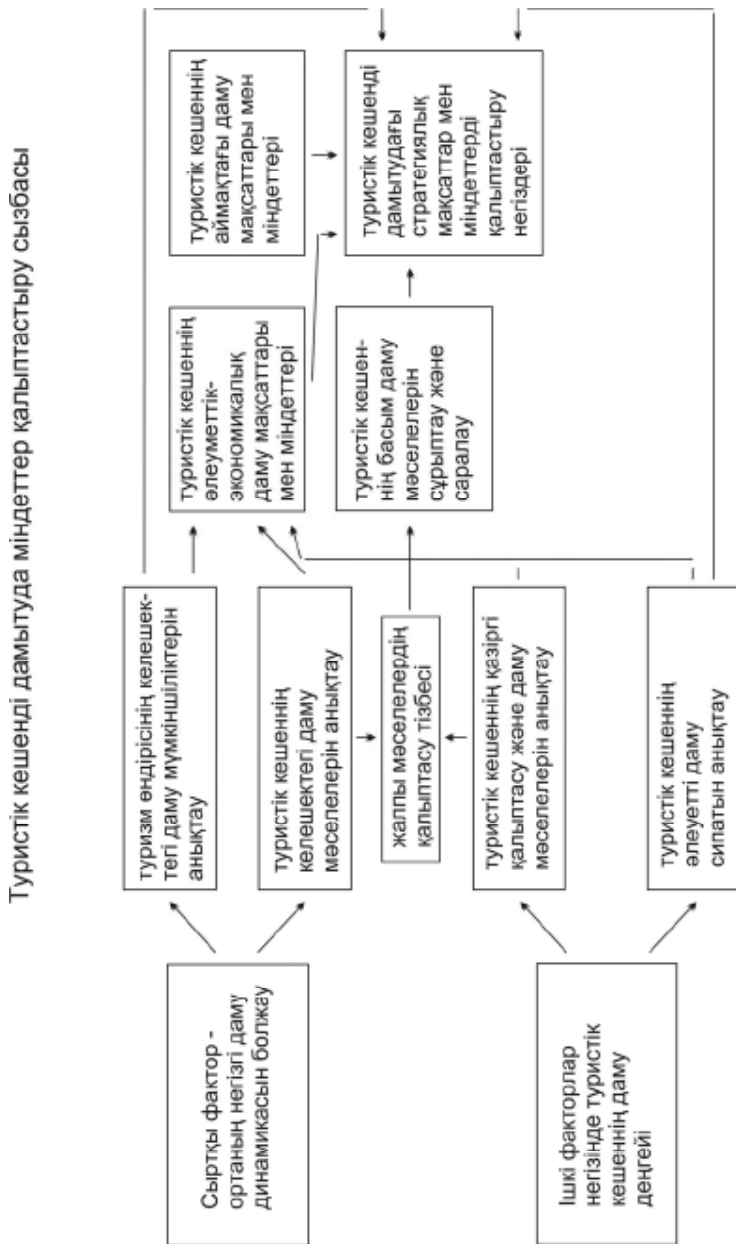 Туристік кешенді дамытуда міндеттер қалыптастыру сызбасы
Сыртқы фактор -
ортаның негізгі даму
динамикасын болжау
Ішкі факторлар
негізінде туристік
кешеннің даму
деңгейі
туризм өндірісінің келешек-
тегі даму мүмкіншіліктерін
анықтау
туристік кешеннің
келешектегі даму
мәселелерін анықтау
жалпы мәселелердің
қалыптасу тізбесі
туристік кешеннің қазіргі
қалыптасу және даму
мәселелерін анықтау
туристік кешеннің
әлеуетті даму
сипатын анықтау
туристік кешеннің
әлеуметтік-
экономикалық
даму мақсаттары
мен міндеттері
туристік кешен-
нің басым даму
мәселелерін
сұрыптау және
саралау
туристік кешеннің
аймақтағы даму
мақсаттары мен
міндеттері
туристік кешенді
дамытудағы
стратегиялық
мақсаттар мен
міндеттерді
қалыптастыру
негіздері